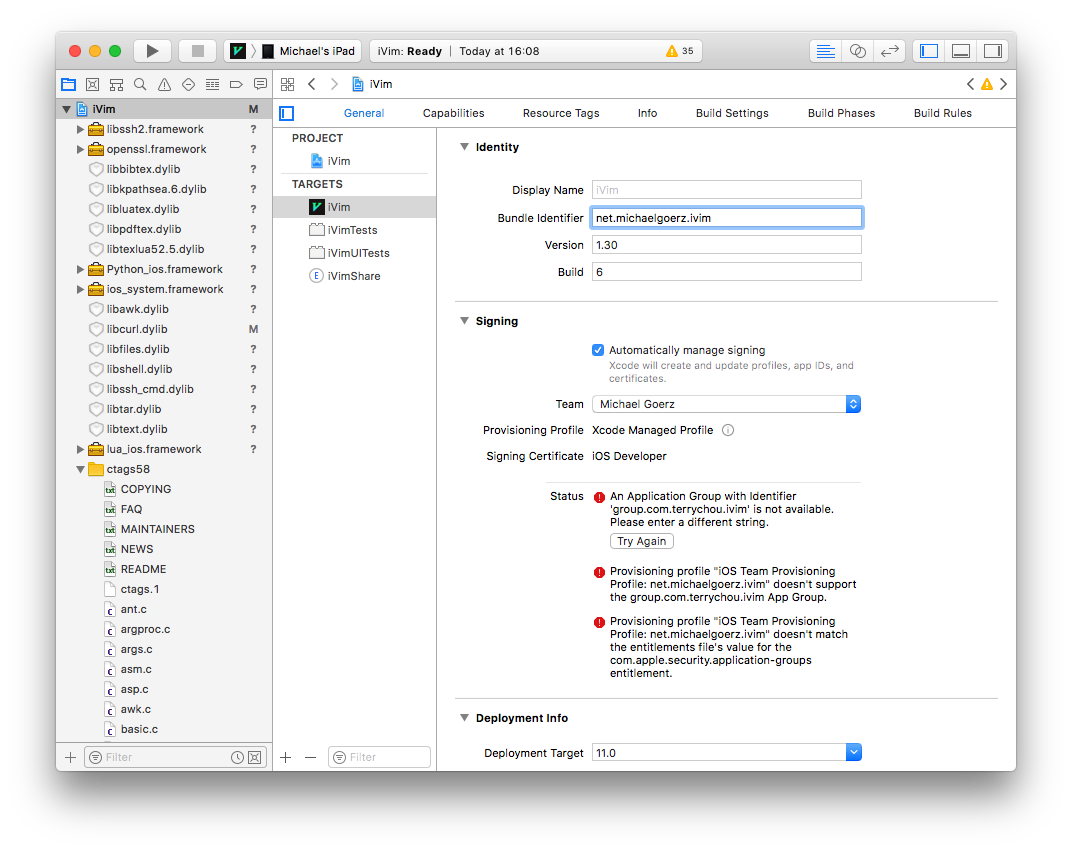 Michael's iPad
iVim: Ready | Today at 16:08
35
iVim
iVim M
libssh2.framework ?
openssl.framework ?
libbibtex.dylib ?
libkpathsea.6.dylib ?
libluatex.dylib ?
libpdftex.dylib ?
libtexlua52.5.dylib ?
Python_ios.framework ?
ios_system.framework ?
libawk.dylib ?
libcurl.dylib M
libfiles.dylib ?
libshell.dylib ?
libssh_cmd.dylib ?
libtar.dylib ?
libtext.dylib ?
lua_ios.framework ?
ctags58
COPYING
FAQ
MAINTAINERS
NEWS
README
ctags.1
ant.c
argproc.c
args.c
asm.c
asp.c
awk.c
basic.c
Filter
General Capabilities Resource Tags Info Build Settings Build Phases Build Rules
PROJECT
iVim
TARGETS
iVim
iVimTests
iVimUITests
E iVimShare
Filter
Identity
Display Name iVim
Bundle Identifier net.michaelgoerz.ivim
Version 1.30
Build 6
Signing
Automatically manage signing
Xcode will create and update profiles, app IDs, and
certificates.
Team Michael Goerz
Provisioning Profile Xcode Managed Profile
Signing Certificate iOS Developer
Status An Application Group with Identifier
'group.com.terrychou.ivim' is not available.
Please enter a different string.
Try Again
Provisioning profile "iOS Team Provisioning
Profile: net.michaelgoerz.ivim" doesn't support
the group.com.terrychou.ivim App Group.
Provisioning profile "iOS Team Provisioning
Profile: net.michaelgoerz.ivim" doesn't match
the entitlements file's value for the
com.apple.security.application-groups
entitlement.
Deployment Info
Deployment Target 11.0